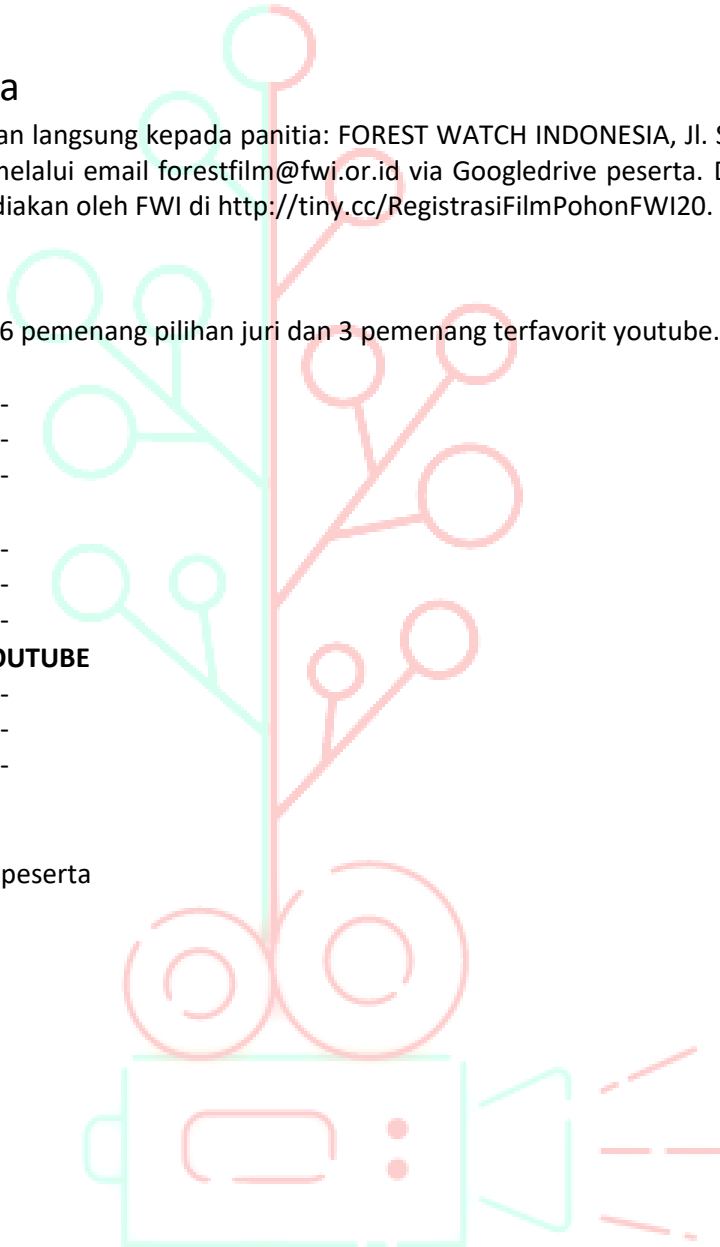 a
an langsung kepada panitia: FOREST WATCH INDONESIA, Jl. S
melalui email forestfilm@fwi.or.id via Googledrive peserta. D
diakan oleh FWI di http://tiny.cc/RegistrasiFilmPohonFWI20.
6 pemenang pilihan juri dan 3 pemenang terfavorit youtube.
-
-
-
-
-
-
OUTUBE
-
-
-
peserta